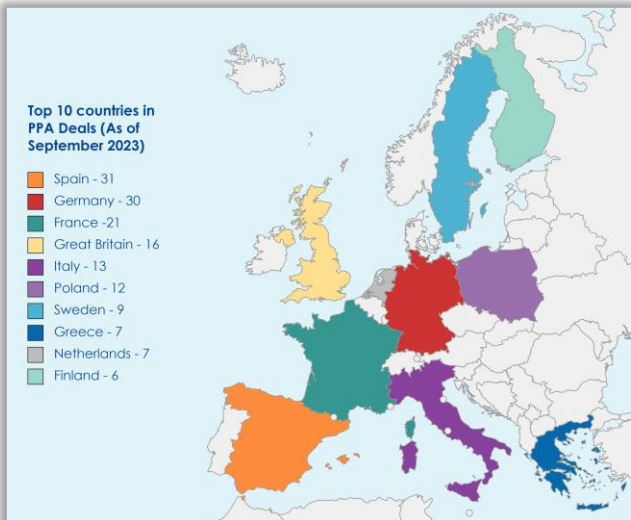 Top 10 countries in
PPA Deals (As of
September 2023)
Spain - 31
Germany - 30
France -21
Great Britain - 16
Italy - 13
Poland - 12
Sweden - 9
Greece - 7
Netherlands - 7
Finland - 6